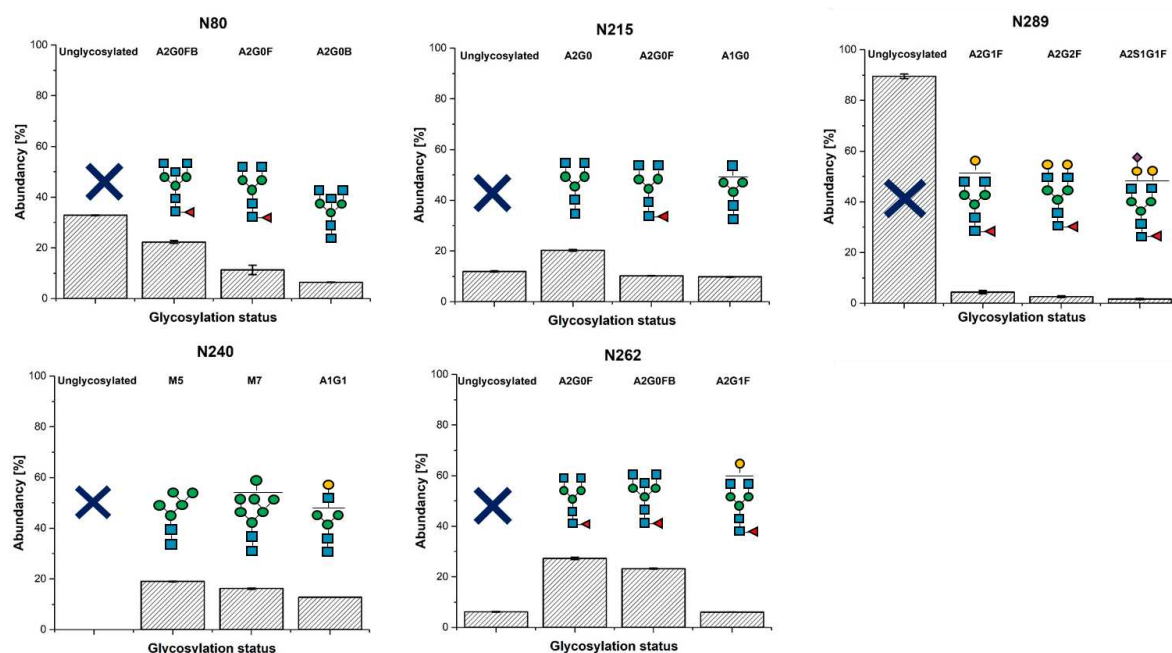 N80
Unglycosylated A2G0FB A2G0F A2G0B
100
80
60
40
20
0
Abundancy [%]
Glycosylation status
N215
Unglycosylated A2G0 A2G0F A1G0
100
80
60
40
20
0
Abundancy [%]
Glycosylation status
N289
Unglycosylated A2G1F A2G2F A2S1G1F
100
80
60
40
20
0
Abundancy [%]
Glycosylation status
N240
Unglycosylated M5 M7 A1G1
100
80
60
40
20
0
Abundancy [%]
Glycosylation status
N262
Unglycosylated A2G0F A2G0FB A2G1F
100
80
60
40
20
0
Abundancy [%]
Glycosylation status